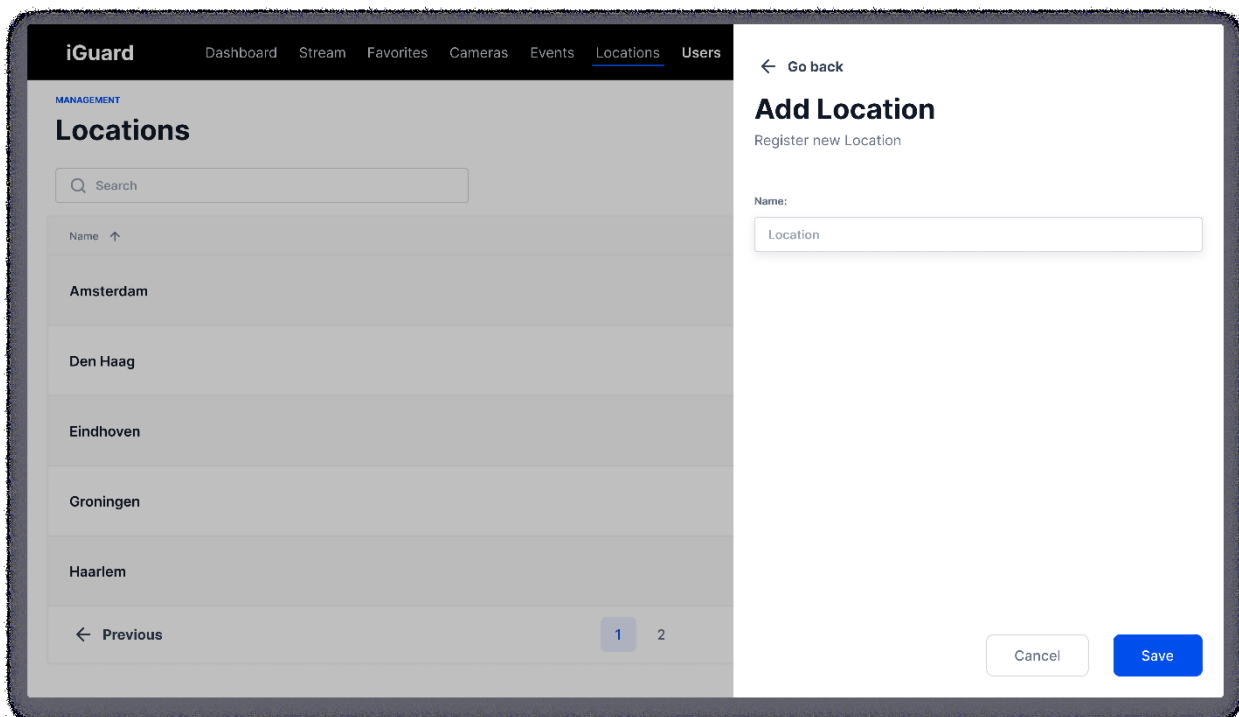 iGuard Dashboard Stream Favorites Cameras Events Locations Users
MANAGEMENT
Locations
Search
Name
Amsterdam
Den Haag
Eindhoven
Groningen
Haarlem
Previous 1 2
Go back
Add Location
Register new Location
Name:
Location
Cancel Save